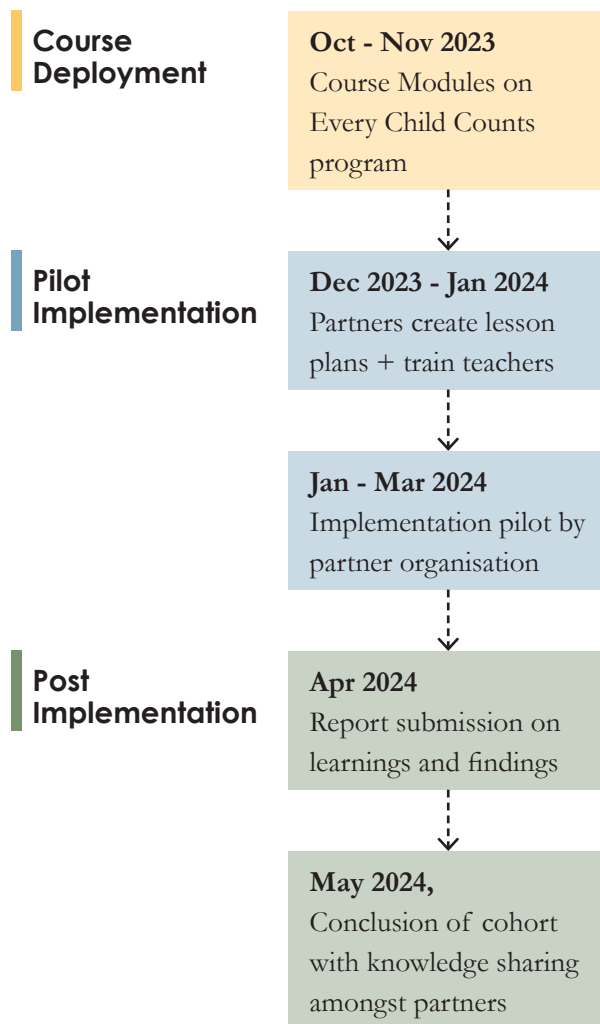 Course
Deployment
Oct - Nov 2023
Course Modules on
Every Child Counts
program
Pilot
Implementation
Dec 2023 - Jan 2024
Partners create lesson
plans + train teachers
Jan - Mar 2024
Implementation pilot by
partner organisation
Post
Implementation
Apr 2024
Report submission on
learnings and findings
May 2024,
Conclusion of cohort
with knowledge sharing
amongst partners